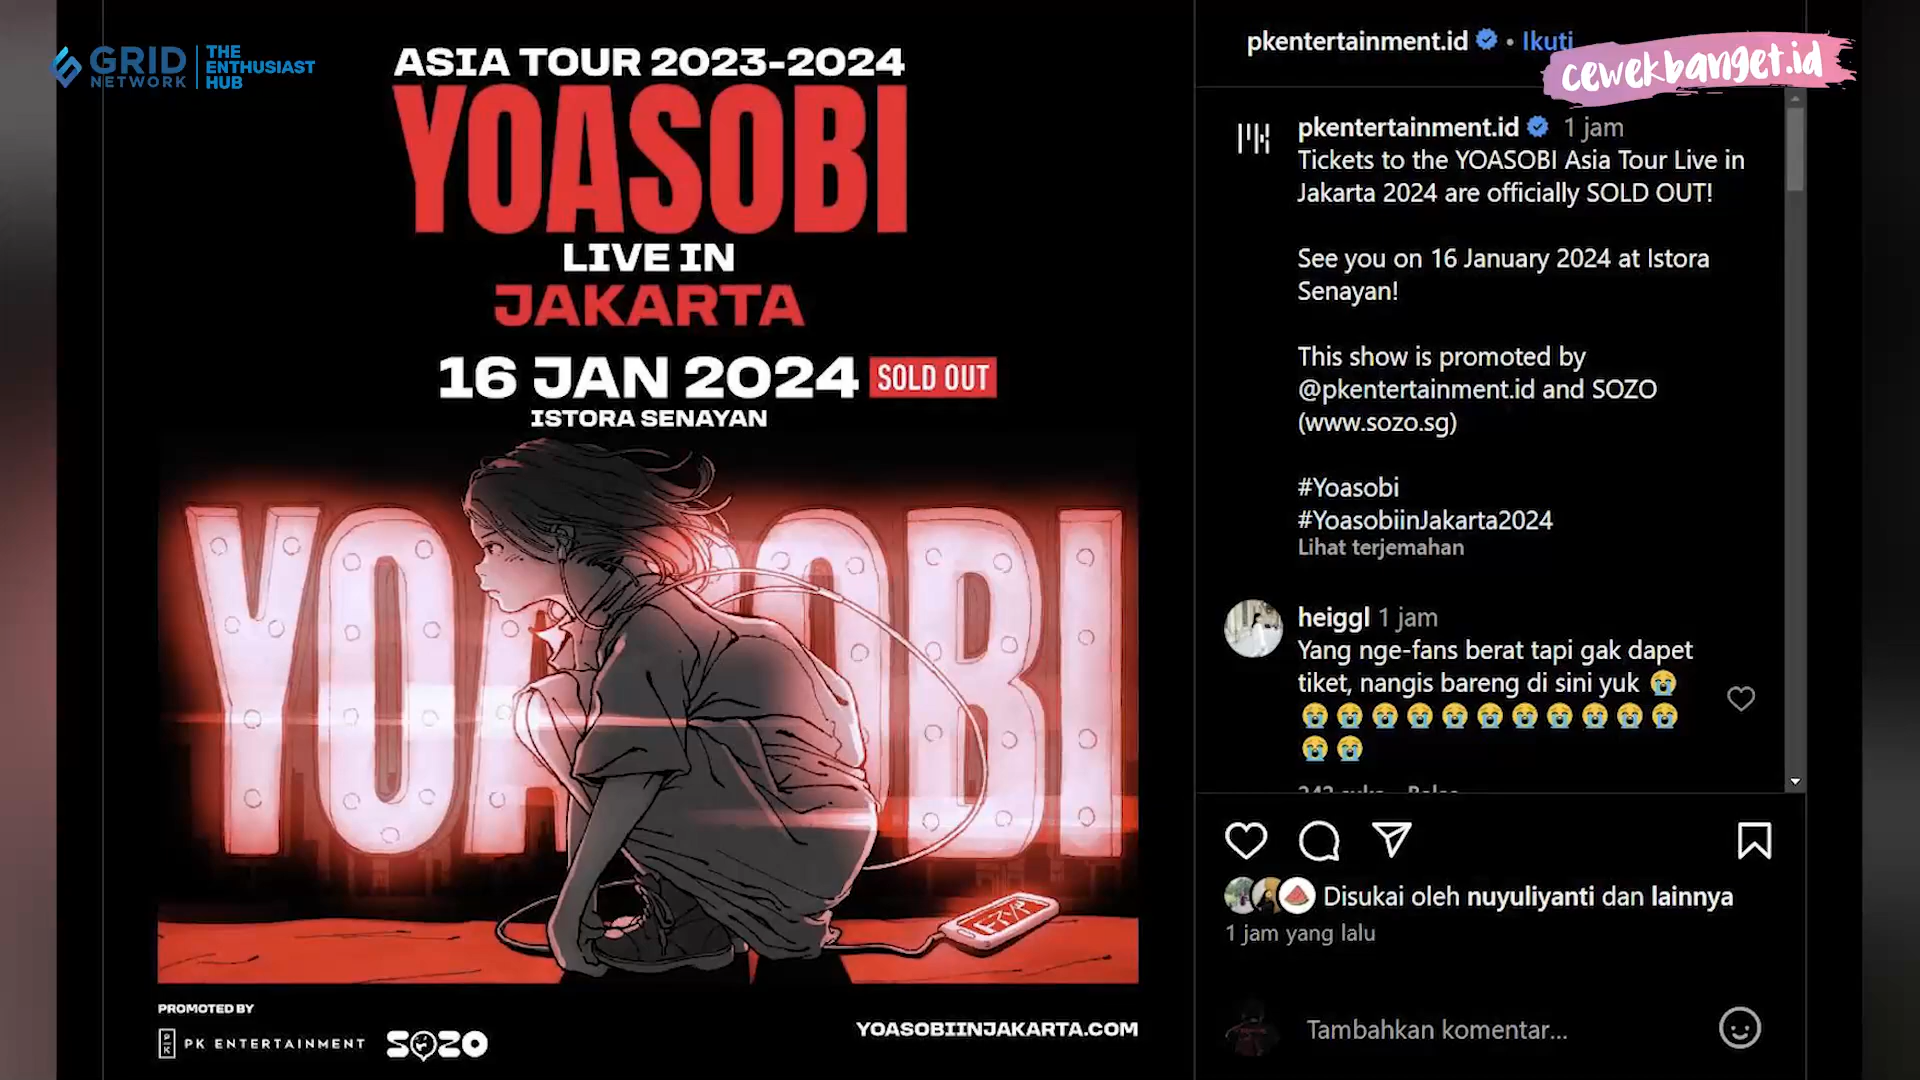 GRID NETWORK
THE ENTHUSIAST HUB
cewekbanget.id
ASIA TOUR 2023-2024
YOASOBI
LIVE IN
JAKARTA
16 JAN 2024 SOLD OUT
ISTORA SENAYAN
YOASOBI
PROMOTED BY
PK ENTERTAINMENT
SOZO
YOASOBIINJAKARTA.COM
pkentertainment.id • Ikuti
pkentertainment.id 1 jam
Tickets to the YOASOBI Asia Tour Live in
Jakarta 2024 are officially SOLD OUT!
See you on 16 January 2024 at Istora
Senayan!
This show is promoted by
@pkentertainment.id and SOZO
(www.sozo.sg)
#Yoasobi
#YoasobiinJakarta2024
Lihat terjemahan
heiggl 1 jam
Yang nge-fans berat tapi gak dapet
tiket, nangis bareng di sini yuk 😭
😭😭😭😭😭😭😭😭😭😭😭
😭😭
Disukai oleh nuyuliyanti dan lainnya
1 jam yang lalu
Tambahkan komentar...